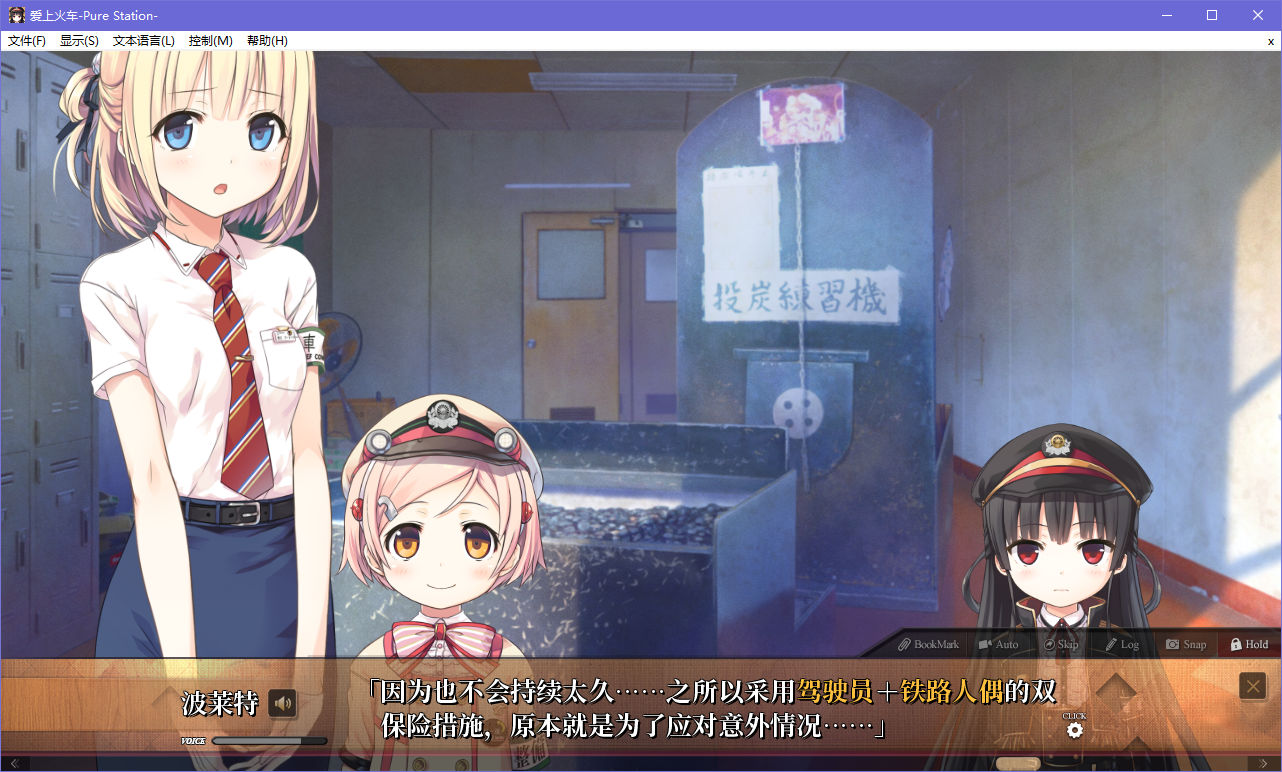 爱上火车-Pure Station-
文件(F) 显示(S) 文本语言(L) 控制(M) 帮助(H) x
投炭練習機
車
BookMark Auto Skip Log Snap Hold
波莱特
「因为也不会持续太久……之所以采用驾驶员＋铁路人偶的双
保险措施，原本就是为了应对意外情况……」
CLICK
VOICE
整備